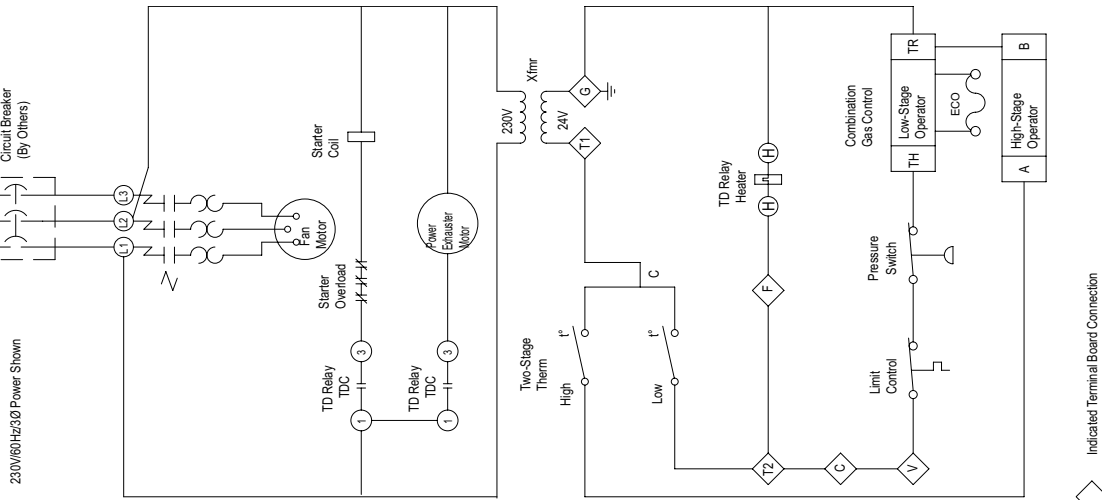 230V/60Hz/3Ø Power Shown
Circuit Breaker
(By Others)
L1
L2
L3
Fan
Motor
Starter
Overload
Starter
Coil
TD Relay
TDC
1
3
TD Relay
TDC
1
3
Power
Exhauster
Motor
230V
Xfmr
24V
T1
G
Two-Stage
Therm
High
t°
C
Low
t°
TD Relay
Heater
T2
F
H
H
C
V
Limit
Control
Pressure
Switch
Combination
Gas Control
TH
Low-Stage
Operator
TR
ECO
A
High-Stage
Operator
B
Indicated Terminal Board Connection